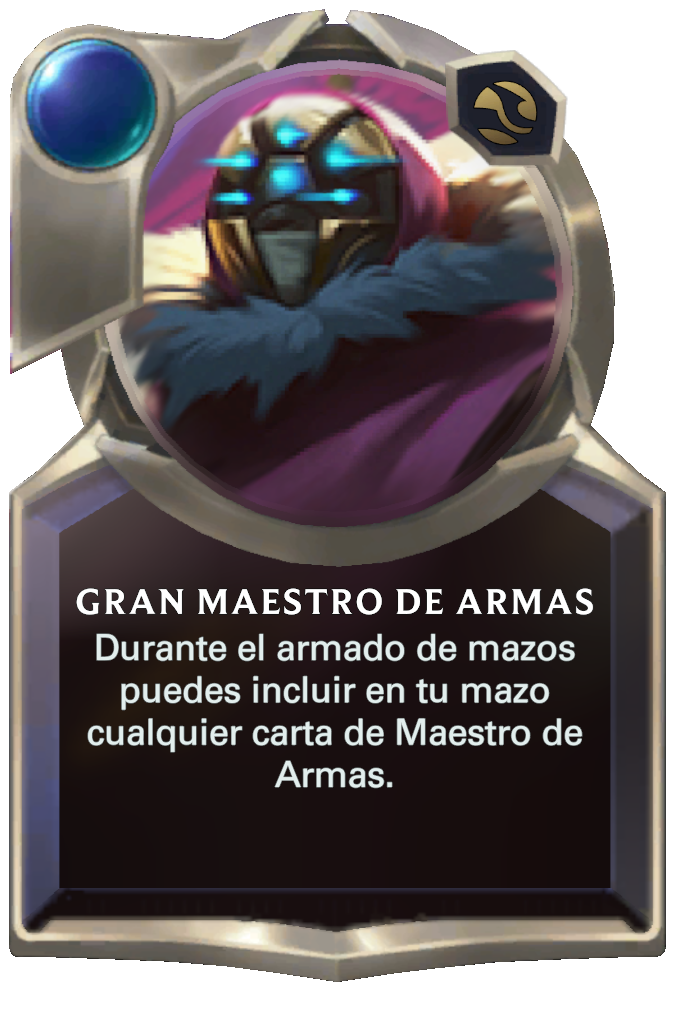 GRAN MAESTRO DE ARMAS
Durante el armado de mazos
puedes incluir en tu mazo
cualquier carta de Maestro de
Armas.